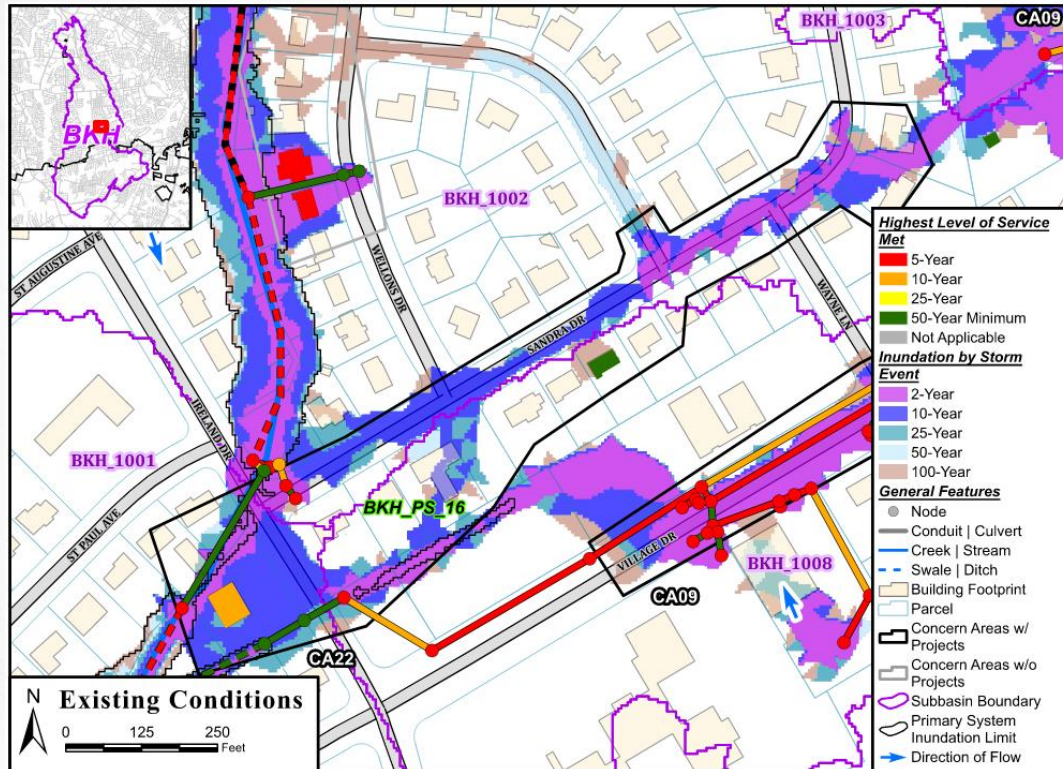 BKH
BKH_1003
CA09
BKH_1002
ST AUGUSTINE AVE
WELLONS DR
SANDRA DR
WAYNE LN
IRELAND DR
BKH_1001
ST PAUL AVE
BKH_PS_16
VILLAGE DR
BKH_1008
CA09
CA22
Highest Level of Service
Met
5-Year
10-Year
25-Year
50-Year Minimum
Not Applicable
Inundation by Storm
Event
2-Year
10-Year
25-Year
50-Year
100-Year
General Features
Node
Conduit | Culvert
Creek | Stream
Swale | Ditch
Building Footprint
Parcel
Concern Areas w/
Projects
Concern Areas w/o
Projects
Subbasin Boundary
Primary System
Inundation Limit
Direction of Flow
N
Existing Conditions
0 125 250
Feet